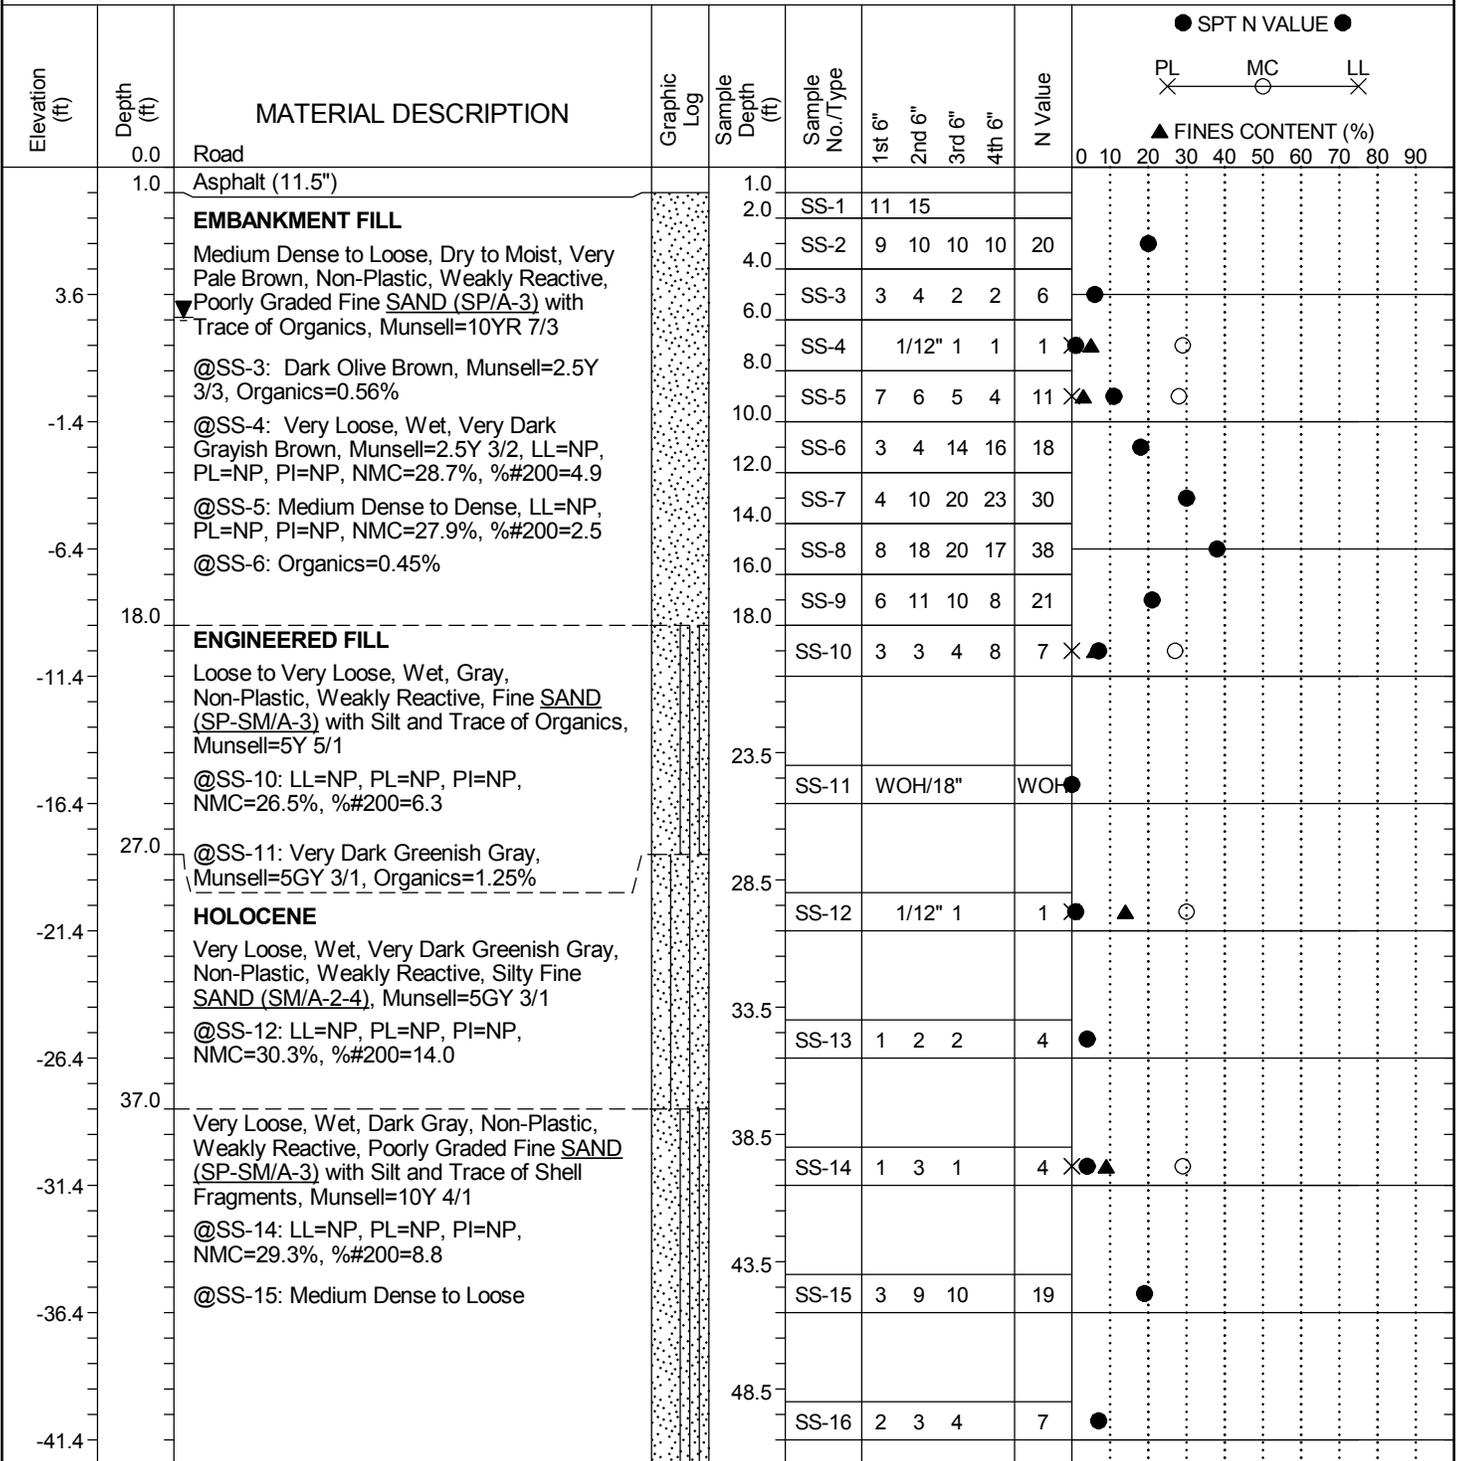 ● SPT N VALUE ●
PL MC LL
▲ FINES CONTENT (%)
0 10 20 30 40 50 60 70 80 90
Elevation (ft)
Depth (ft)
MATERIAL DESCRIPTION
Graphic Log
Sample Depth (ft)
Sample No./Type
1st 6"
2nd 6"
3rd 6"
4th 6"
N Value
0.0 Road
1.0 Asphalt (11.5") 1.0
2.0 SS-1 11 15
EMBANKMENT FILL
SS-2 9 10 10 10 20
Medium Dense to Loose, Dry to Moist, Very 4.0
Pale Brown, Non-Plastic, Weakly Reactive,
3.6 Poorly Graded Fine SAND (SP/A-3) with SS-3 3 4 2 2 6
6.0
Trace of Organics, Munsell=10YR 7/3
SS-4 1/12" 1 1 1
@SS-3: Dark Olive Brown, Munsell=2.5Y 8.0
3/3, Organics=0.56% SS-5 7 6 5 4 11
10.0
-1.4 @SS-4: Very Loose, Wet, Very Dark
Grayish Brown, Munsell=2.5Y 3/2, LL=NP, SS-6 3 4 14 16 18
PL=NP, PI=NP, NMC=28.7%, %#200=4.9 12.0
@SS-5: Medium Dense to Dense, LL=NP, SS-7 4 10 20 23 30
PL=NP, PI=NP, NMC=27.9%, %#200=2.5 14.0
-6.4 SS-8 8 18 20 17 38
@SS-6: Organics=0.45% 16.0
SS-9 6 11 10 8 21
18.0 18.0
ENGINEERED FILL
SS-10 3 3 4 8 7
-11.4 Loose to Very Loose, Wet, Gray,
Non-Plastic, Weakly Reactive, Fine SAND
(SP-SM/A-3) with Silt and Trace of Organics,
Munsell=5Y 5/1 23.5
@SS-10: LL=NP, PL=NP, PI=NP, SS-11 WOH/18" WOH
-16.4 NMC=26.5%, %#200=6.3
27.0 @SS-11: Very Dark Greenish Gray,
Munsell=5GY 3/1, Organics=1.25% 28.5
HOLOCENE SS-12 1/12" 1 1
-21.4
Very Loose, Wet, Very Dark Greenish Gray,
Non-Plastic, Weakly Reactive, Silty Fine
SAND (SM/A-2-4), Munsell=5GY 3/1 33.5
@SS-12: LL=NP, PL=NP, PI=NP, SS-13 1 2 2 4
-26.4 NMC=30.3%, %#200=14.0
37.0
Very Loose, Wet, Dark Gray, Non-Plastic, 38.5
Weakly Reactive, Poorly Graded Fine SAND
(SP-SM/A-3) with Silt and Trace of Shell SS-14 1 3 1 4
-31.4 Fragments, Munsell=10Y 4/1
@SS-14: LL=NP, PL=NP, PI=NP,
NMC=29.3%, %#200=8.8 43.5
@SS-15: Medium Dense to Loose SS-15 3 9 10 19
-36.4
48.5
SS-16 2 3 4 7
-41.4